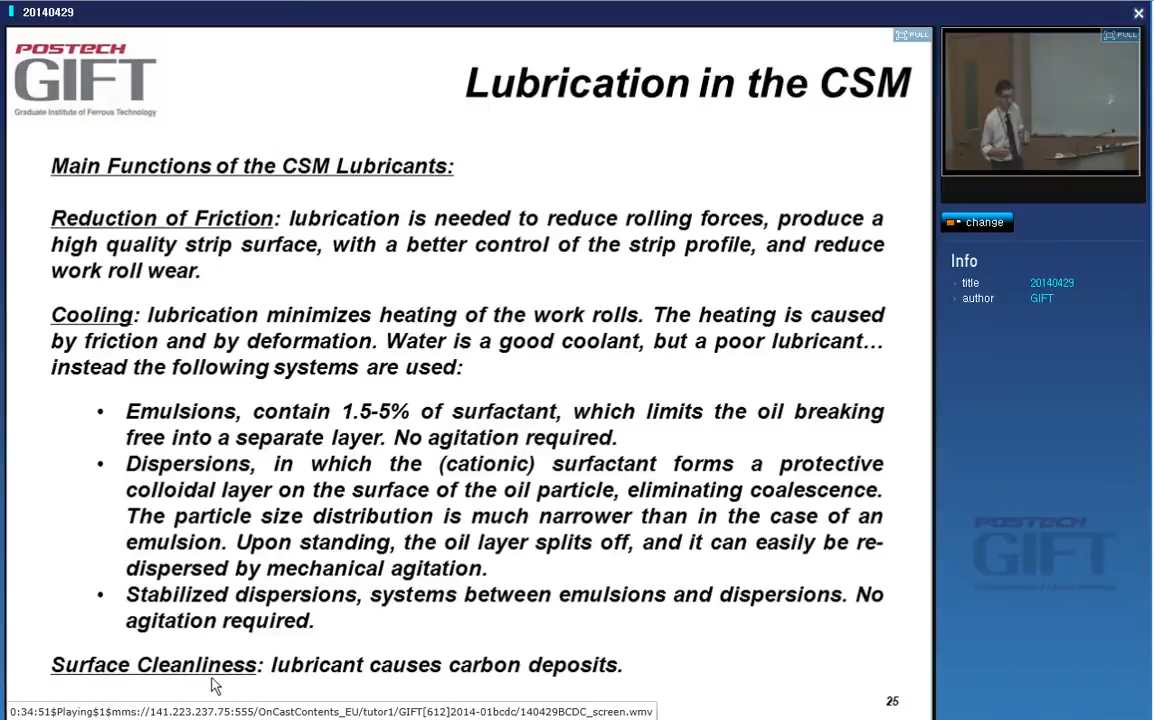 20140429
POSTECH
GIFT
Graduate Institute of Ferrous Technology
FULL
FULL
Lubrication in the CSM
Main Functions of the CSM Lubricants:
Reduction of Friction: lubrication is needed to reduce rolling forces, produce a
high quality strip surface, with a better control of the strip profile, and reduce
work roll wear.
Cooling: lubrication minimizes heating of the work rolls. The heating is caused
by friction and by deformation. Water is a good coolant, but a poor lubricant…
instead the following systems are used:
• Emulsions, contain 1.5-5% of surfactant, which limits the oil breaking
free into a separate layer. No agitation required.
• Dispersions, in which the (cationic) surfactant forms a protective
colloidal layer on the surface of the oil particle, eliminating coalescence.
The particle size distribution is much narrower than in the case of an
emulsion. Upon standing, the oil layer splits off, and it can easily be re-
dispersed by mechanical agitation.
• Stabilized dispersions, systems between emulsions and dispersions. No
agitation required.
Surface Cleanliness: lubricant causes carbon deposits.
25
0:34:51$Playing$1$mms://141.223.237.75:555/OnCastContents_EU/tutor1/GIFT[612]2014-01bcdc/140429BCDC_screen.wmv
change
Info
title 20140429
author GIFT
POSTECH
GIFT